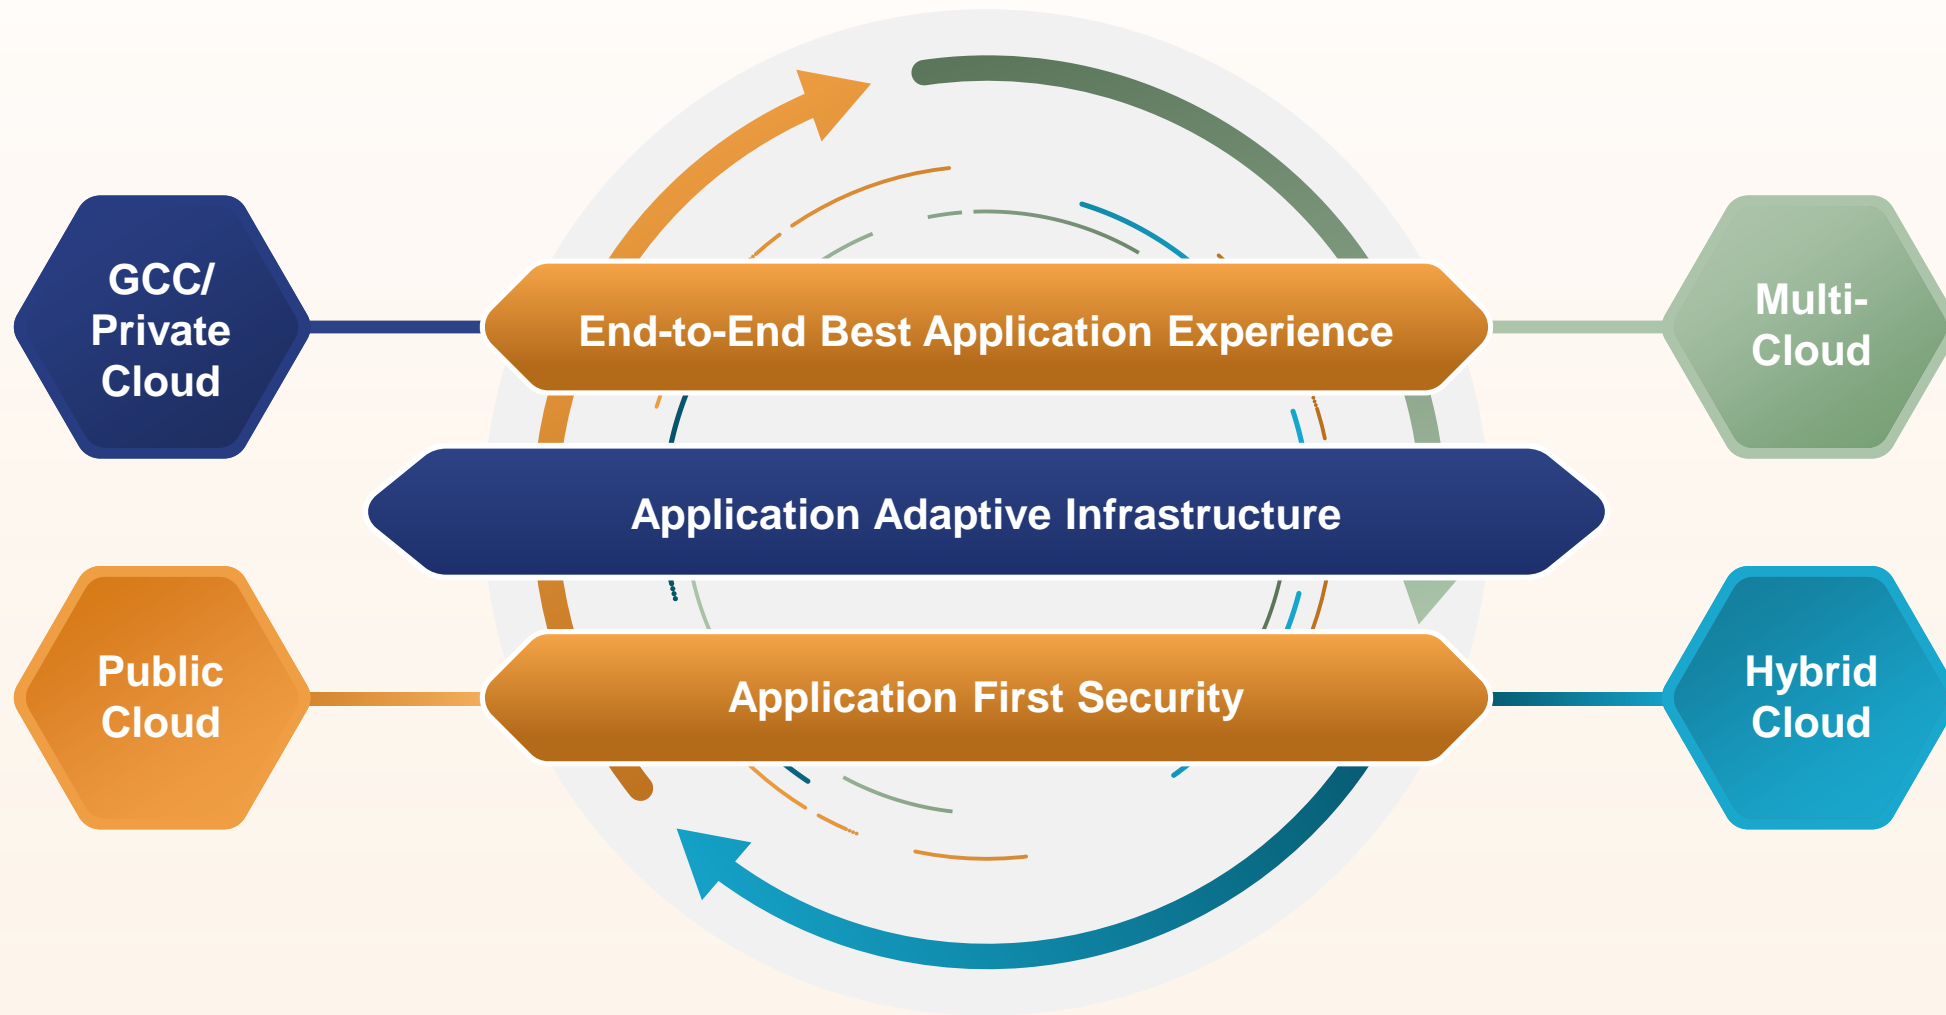 GCC/
Private
Cloud
End-to-End Best Application Experience
Multi-
Cloud
Application Adaptive Infrastructure
Public
Cloud
Application First Security
Hybrid
Cloud